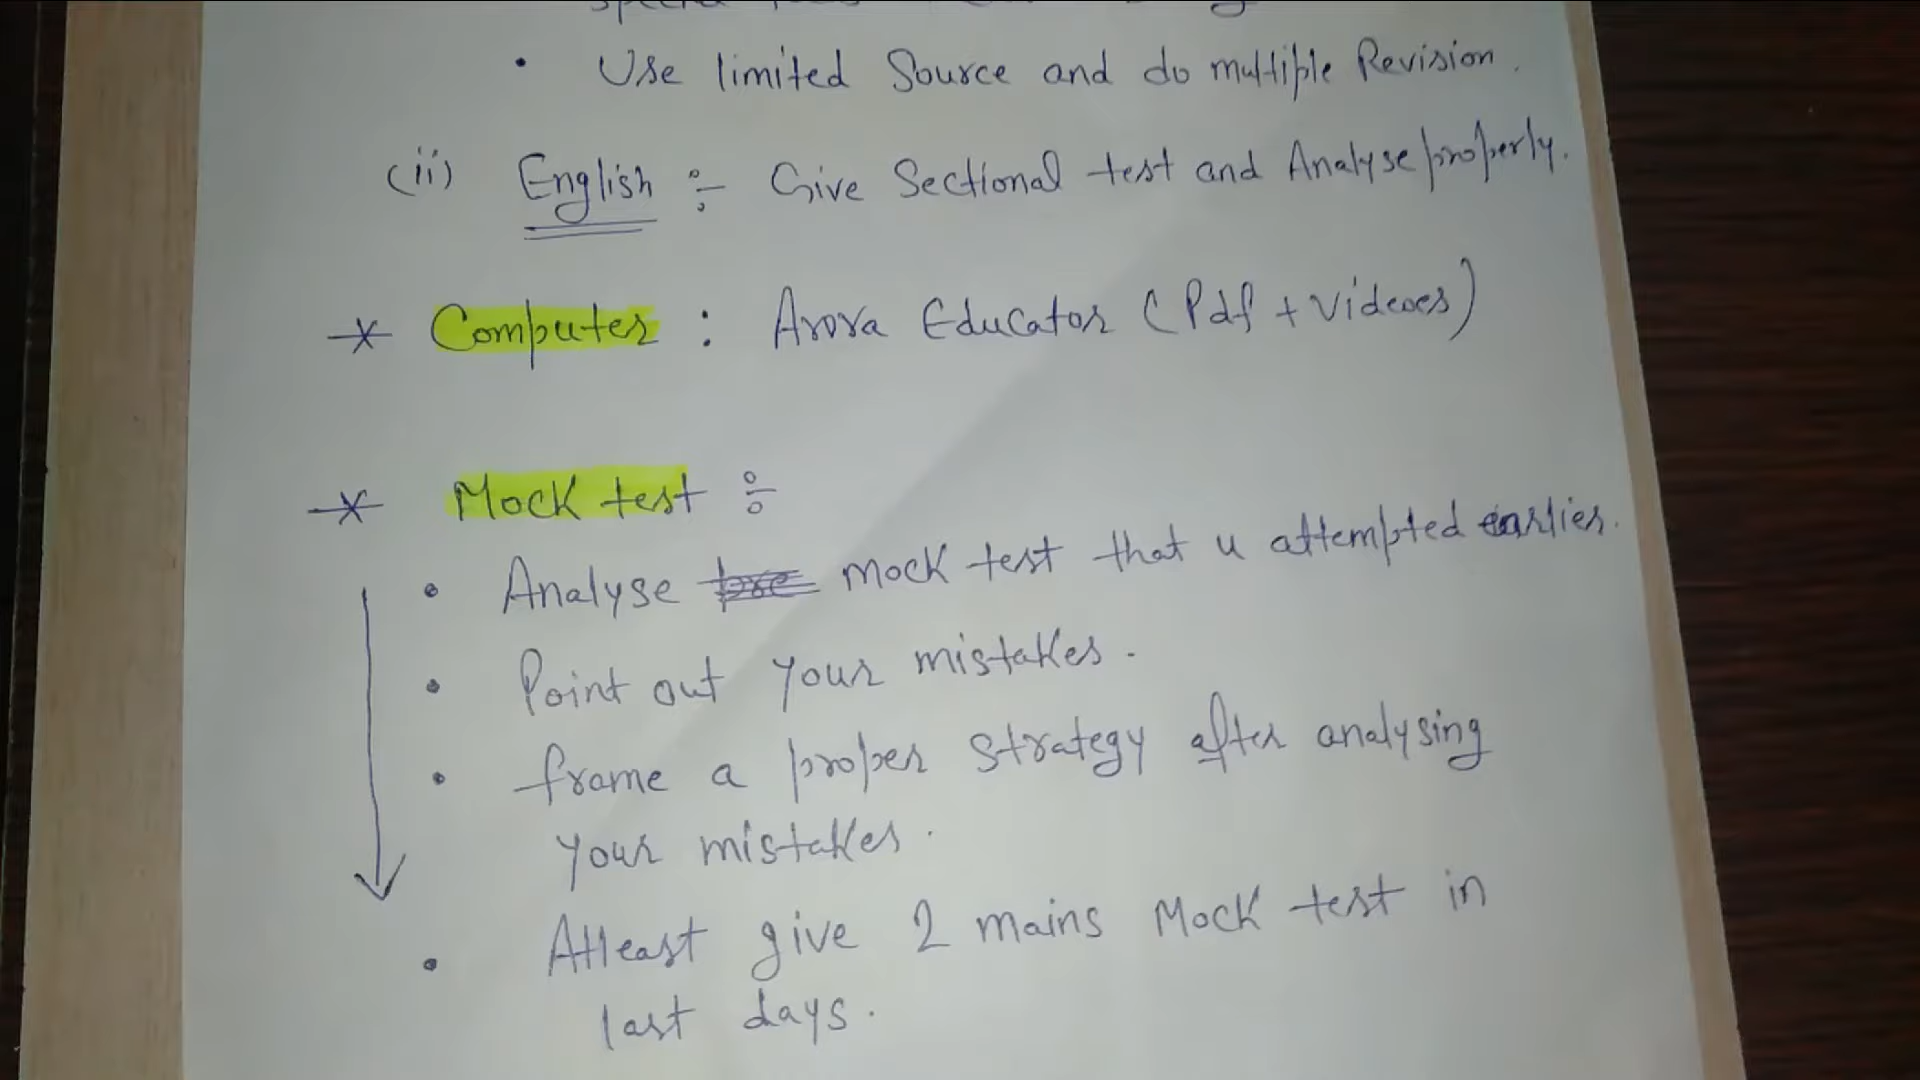 • Use limited Source and do multiple Revision.
(ii) English :- Give Sectional test and Analyse properly.
* Computer : Arora Educator (Pdf + Videoes)
* Mock test :-
• Analyse mock test that u attempted earlier.
• Point out your mistakes.
• frame a proper strategy after analysing
your mistakes.
• Atleast give 2 mains Mock test in
last days.